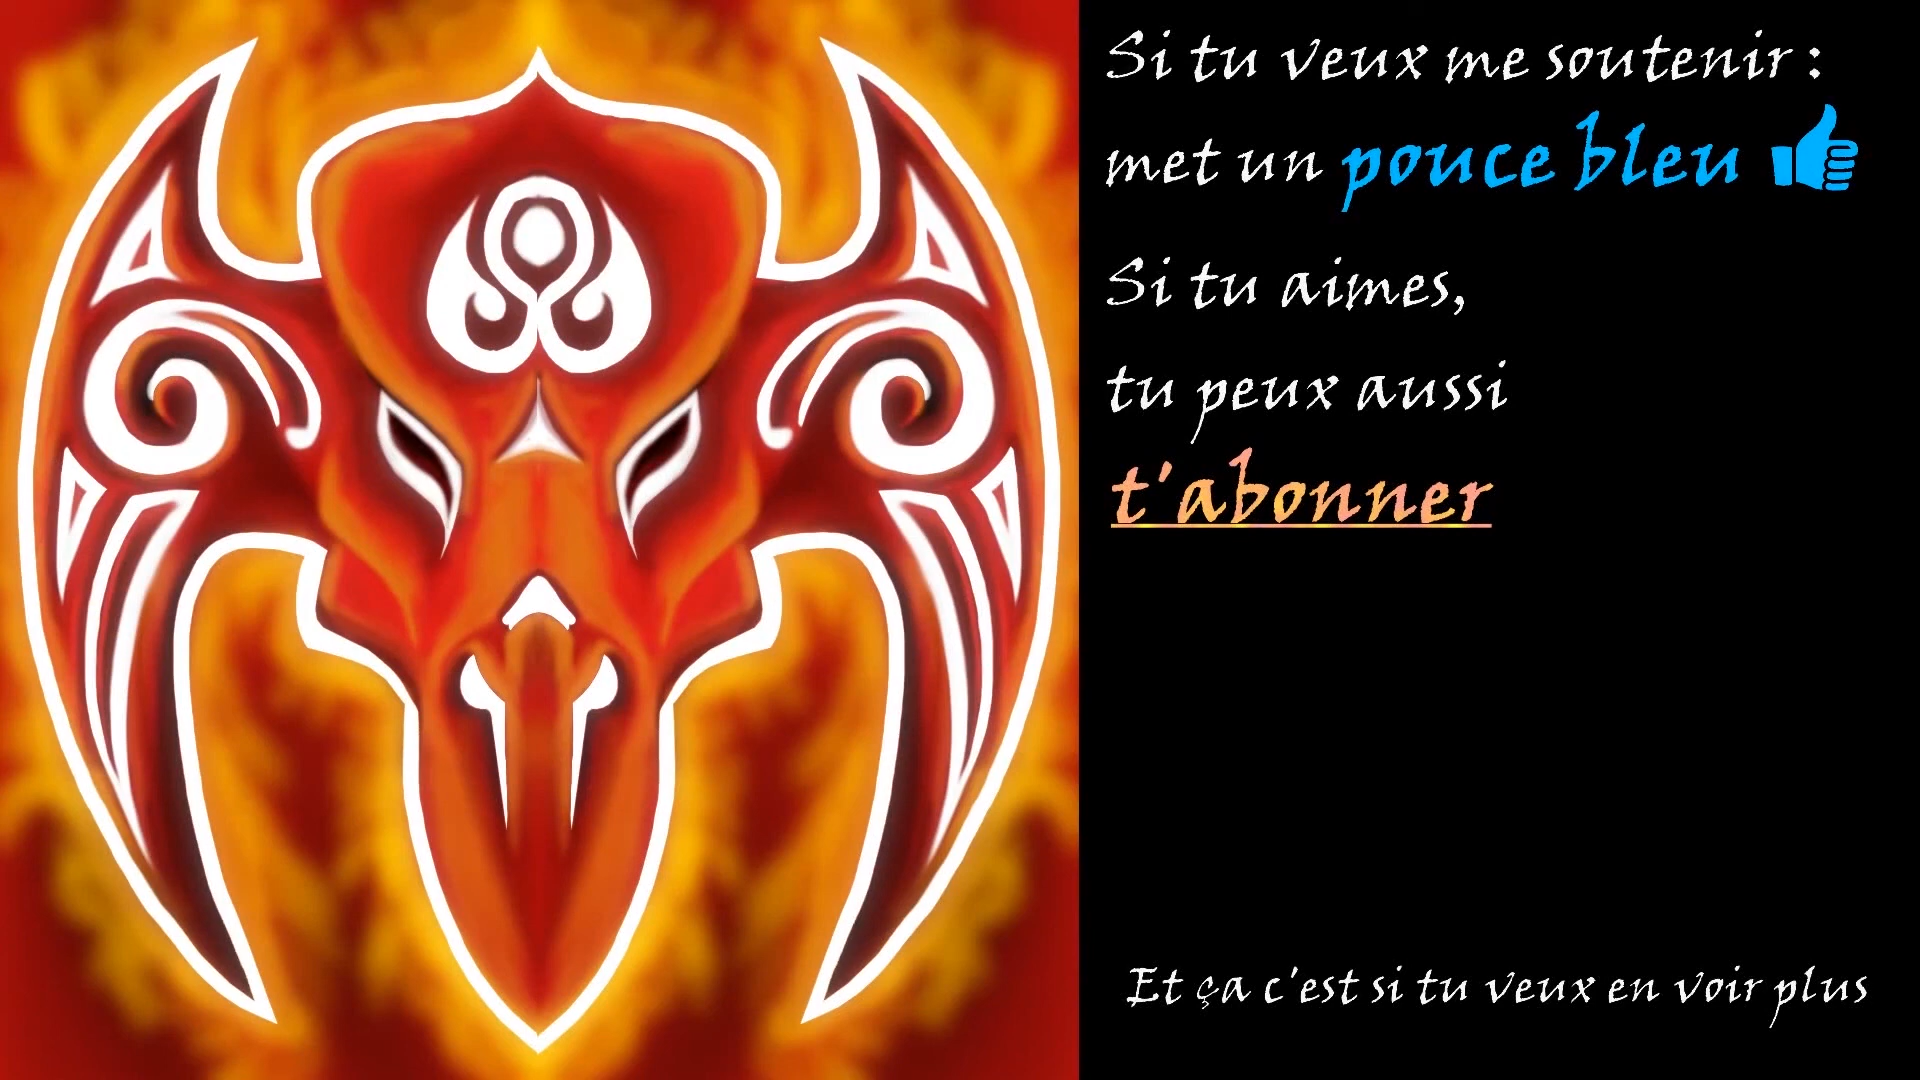 Si tu veux me soutenir :
met un pouce bleu
Si tu aimes,
tu peux aussi
t'abonner
Et ça c'est si tu veux en voir plus